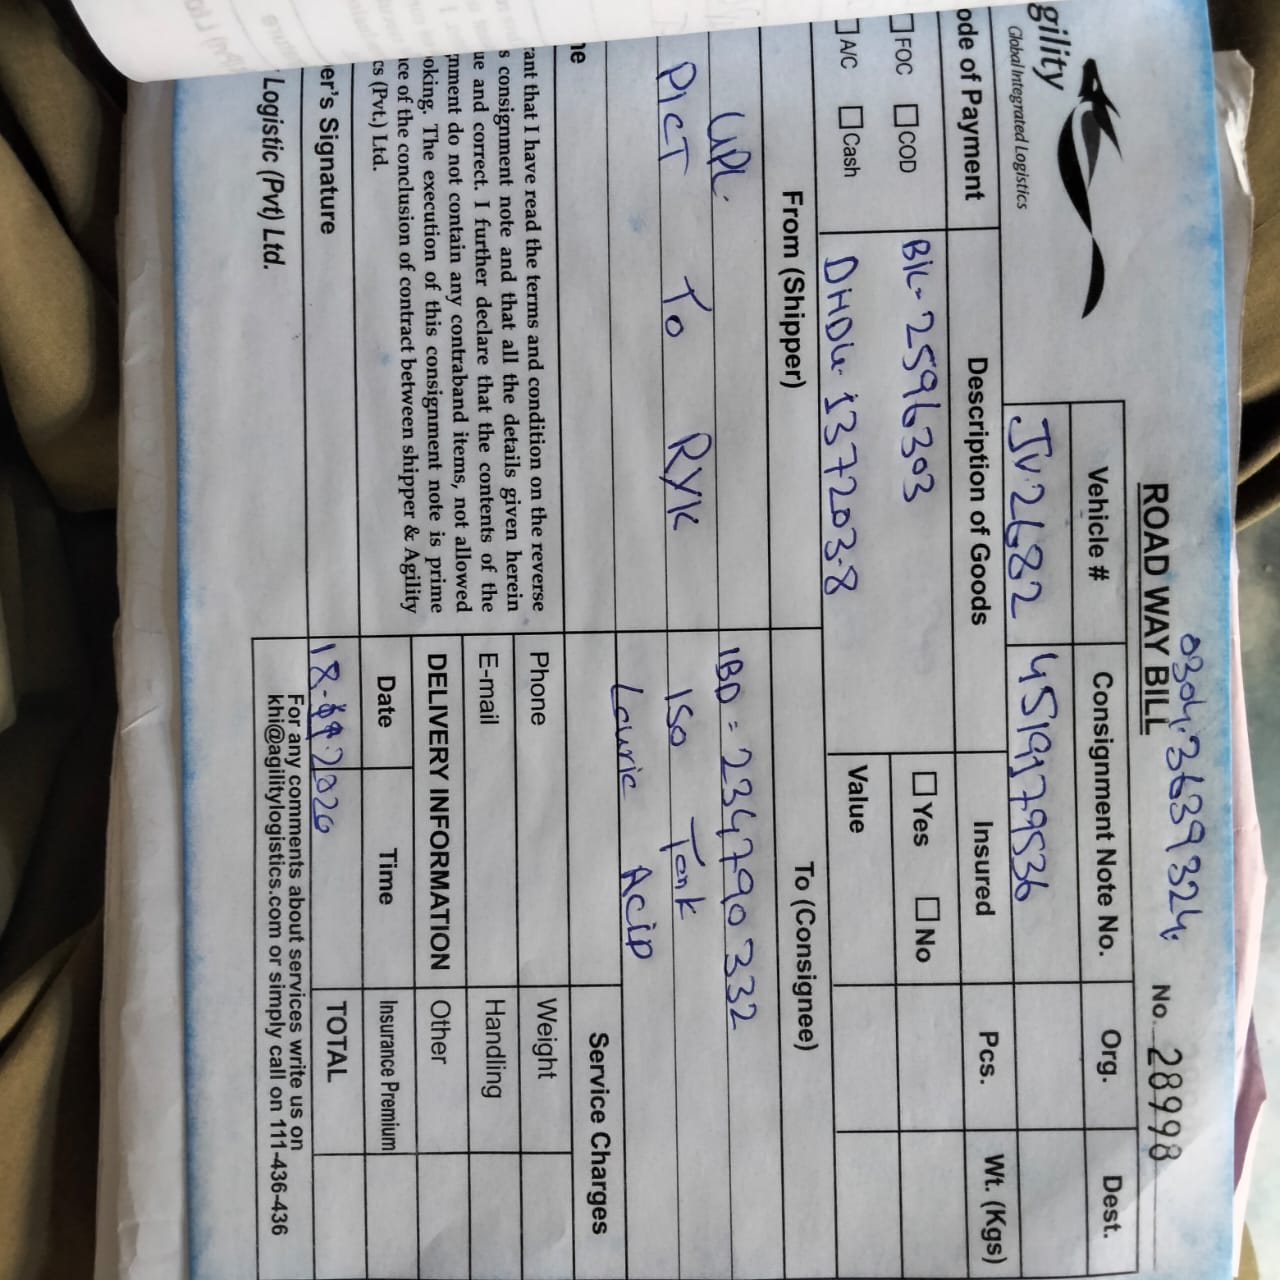 0304.3639324.
ROAD WAY BILL
No. 28998
gility
Global Integrated Logistics
Vehicle # Consignment Note No. Org. Dest.
JV.2682 4519179536
ode of Payment Description of Goods Insured Pcs. Wt. (Kgs)
FOC COD BK-2596303 Yes No
A/C Cash DHDU-137203-8 Value
From (Shipper) To (Consignee)
UPL. IBD = 234790332
PICT To RYK ISO Tank
Lauric ACID
ne Service Charges
rant that I have read the terms and condition on the reverse
s consignment note and that all the details given herein
ue and correct. I further declare that the contents of the
gnment do not contain any contraband items, not allowed
oking. The execution of this consignment note is prime
nce of the conclusion of contract between shipper & Agility
cs (Pvt.) Ltd.
Phone Weight
E-mail Handling
DELIVERY INFORMATION Other
Date Time Insurance Premium
er's Signature 2020 TOTAL
Logistic (Pvt) Ltd.
For any comments about services write us on
khi@agilitylogistics.com or simply call on 111-436-436